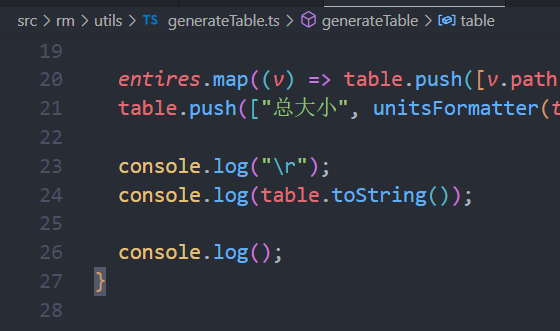 src > rm > utils > TS generateTable.ts > generateTable > table
19
20 entires.map((v) => table.push([v.path
21 table.push(["总大小", unitsFormatter(t
22
23 console.log("\r");
24 console.log(table.toString());
25
26 console.log();
27 }
28